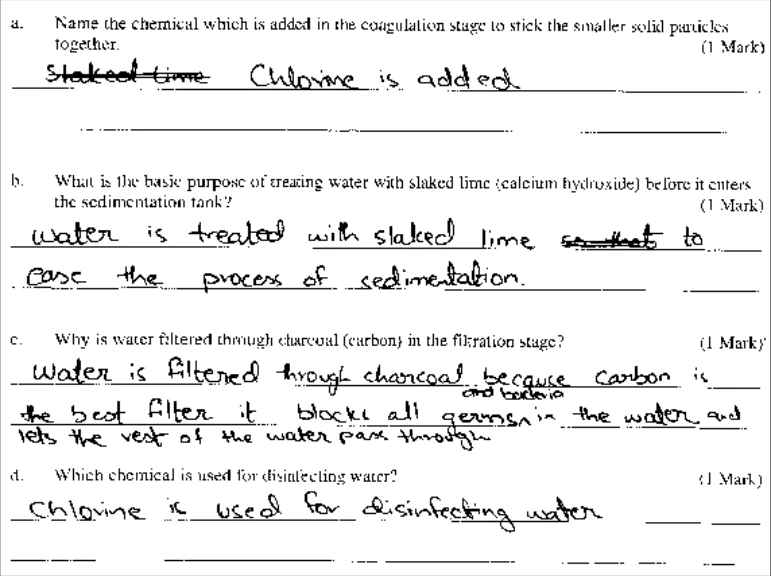 a. Name the chemical which is added in the coagulation stage to stick the smaller solid particles
together. (1 Mark)
Slaked time Chlorine is added
b. What is the basic purpose of treating water with slaked lime (calcium hydroxide) before it enters
the sedimentation tank? (1 Mark)
water is treated with slaked lime so that to
ease the process of sedimentation.
c. Why is water filtered through charcoal (carbon) in the filtration stage? (1 Mark)
Water is filtered through charcoal because carbon is
and bacteria
the best filter it blocks all germs in the water and
lets the rest of the water pass through
d. Which chemical is used for disinfecting water? (1 Mark)
Chlorine is used for disinfecting water